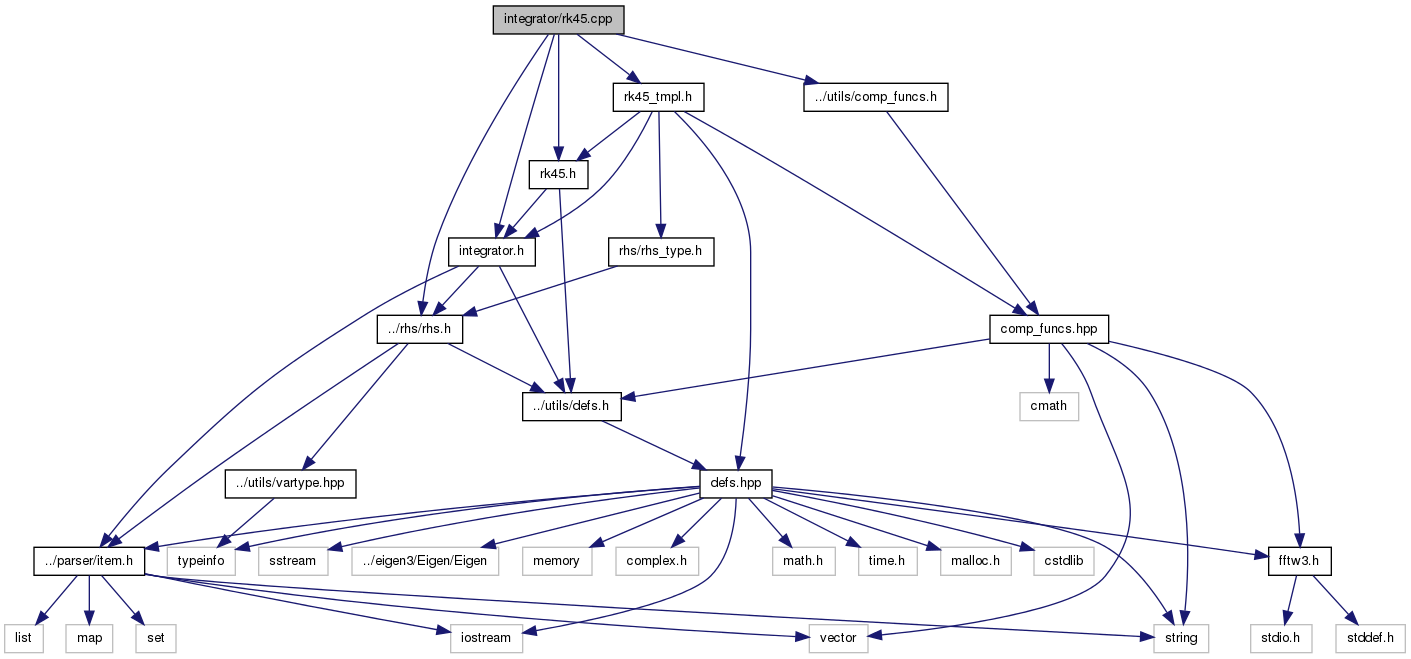 integrator/rk45.cpp
rk45_tmpl.h
../utils/comp_funcs.h
rk45.h
integrator.h
rhs/rhs_type.h
../rhs/rhs.h
comp_funcs.hpp
../utils/defs.h
cmath
../utils/vartype.hpp
defs.hpp
../parser/item.h
typeinfo
sstream
../eigen3/Eigen/Eigen
memory
complex.h
math.h
time.h
malloc.h
cstdlib
fftw3.h
list
map
set
iostream
vector
string
stdio.h
stddef.h